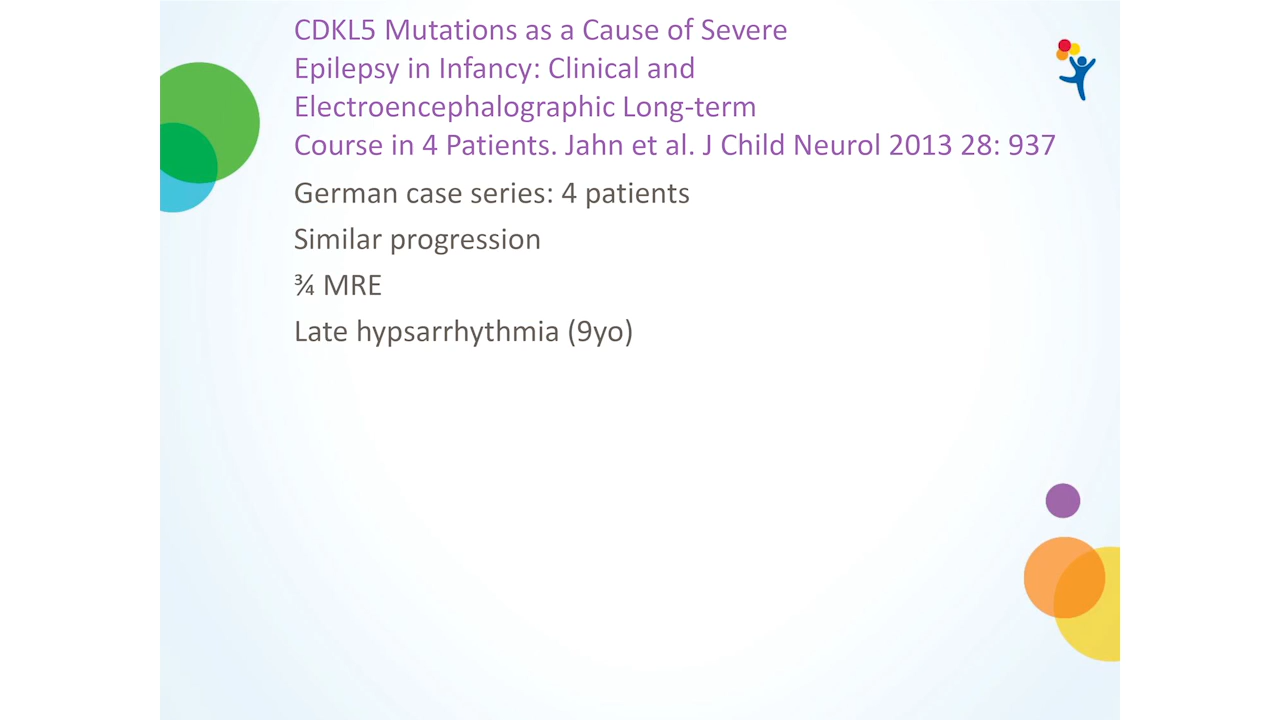 CDKL5 Mutations as a Cause of Severe
Epilepsy in Infancy: Clinical and
Electroencephalographic Long-term
Course in 4 Patients. Jahn et al. J Child Neurol 2013 28: 937
German case series: 4 patients
Similar progression
¾ MRE
Late hypsarrhythmia (9yo)